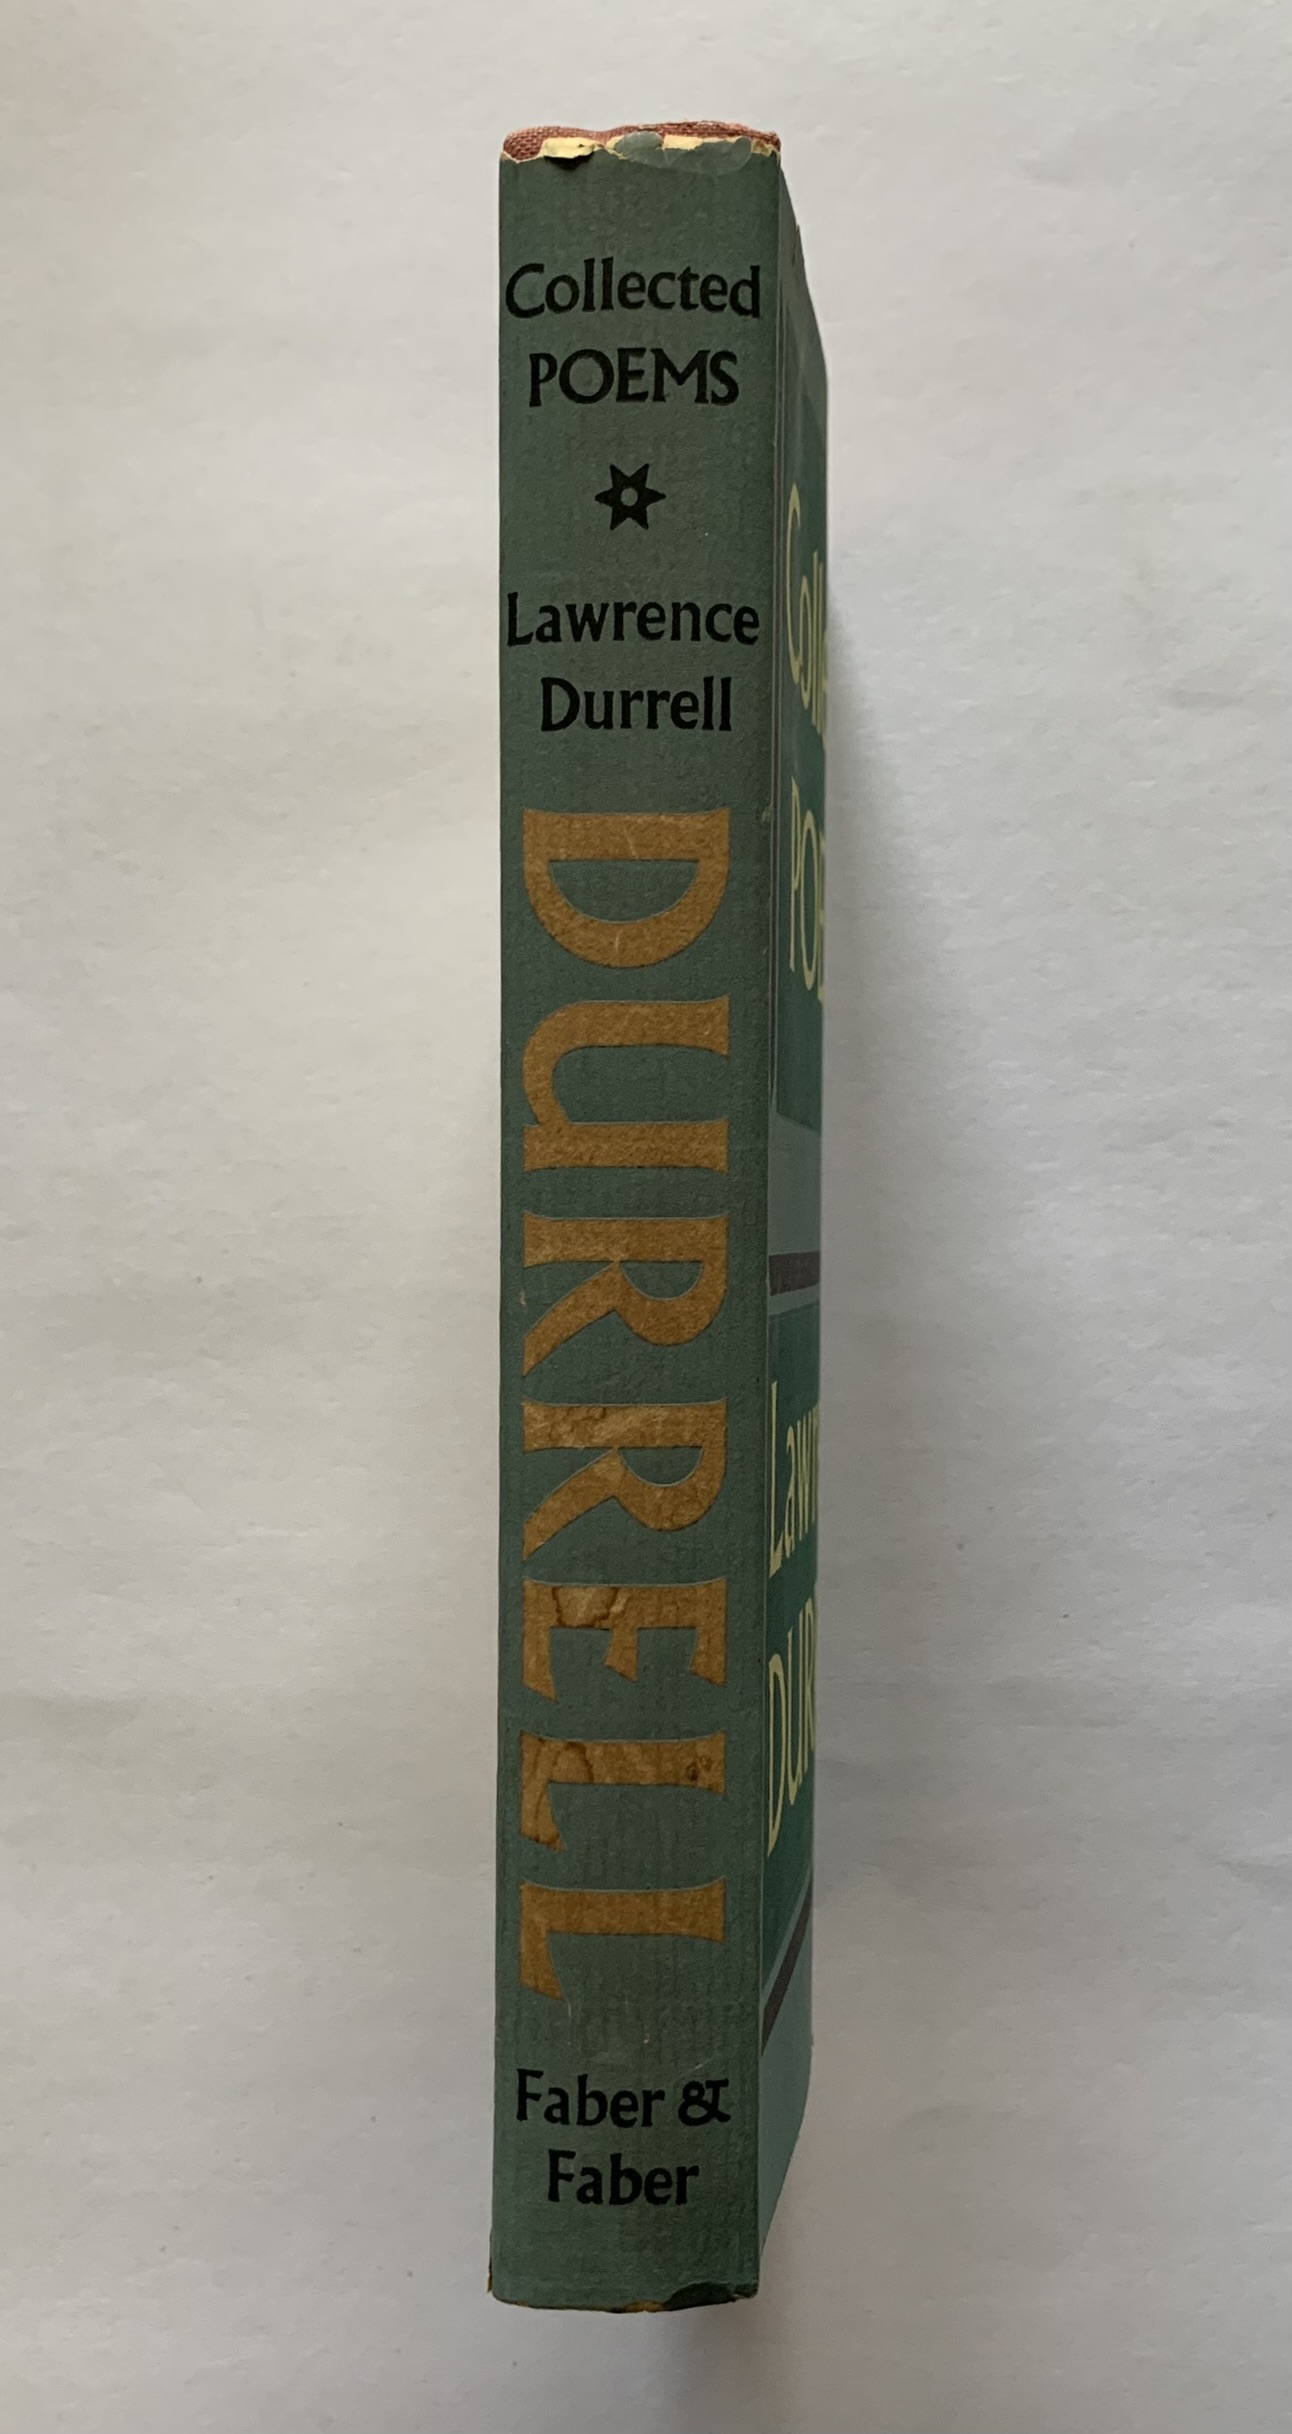 Collected
POEMS
Lawrence
Durrell
DURRELL
Faber &
Faber